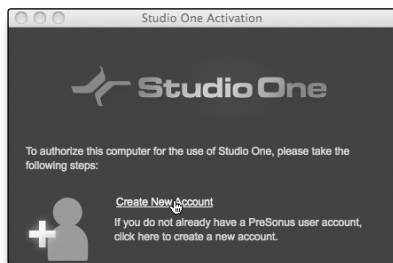 Studio One Activation
Studio One
To authorize this computer for the use of Studio One, please take the
following steps:
Create New Account
If you do not already have a PreSonus user account,
click here to create a new account.